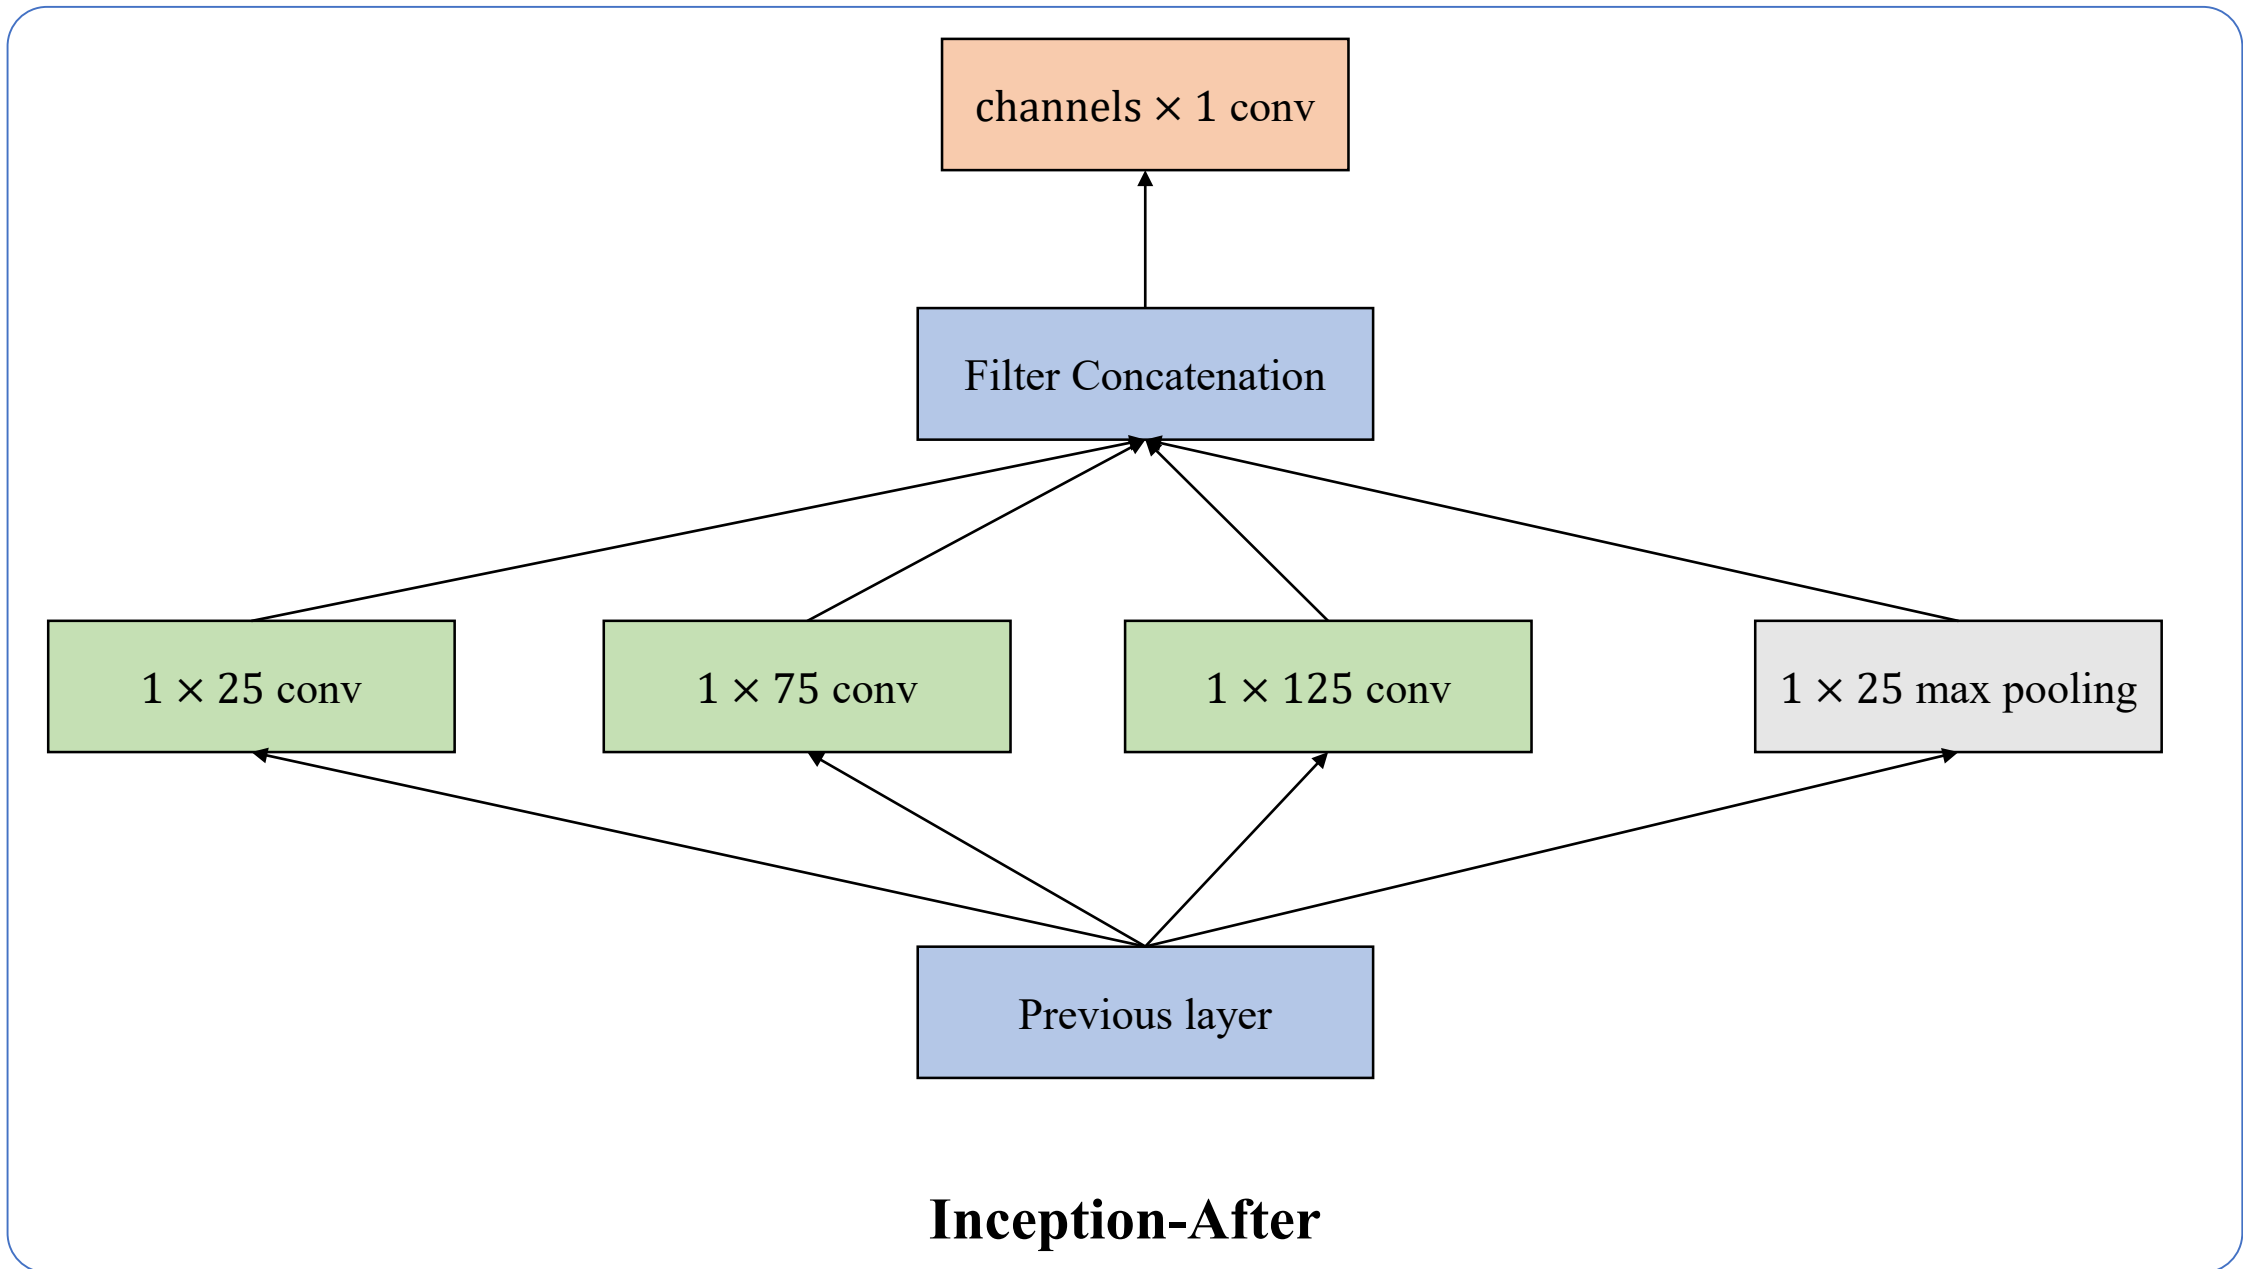 channels × 1 conv
Filter Concatenation
1 × 25 conv
1 × 75 conv
1 × 125 conv
1 × 25 max pooling
Previous layer
Inception-After